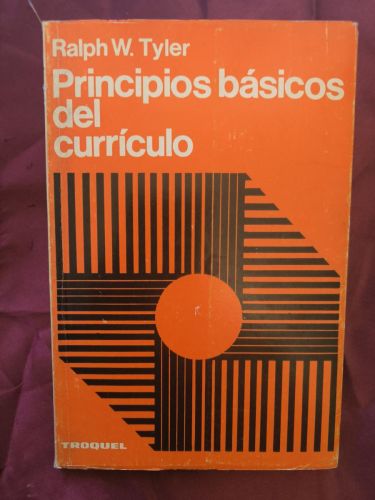 Ralph W. Tyler
Principios básicos
del
currículo
TROQUEL